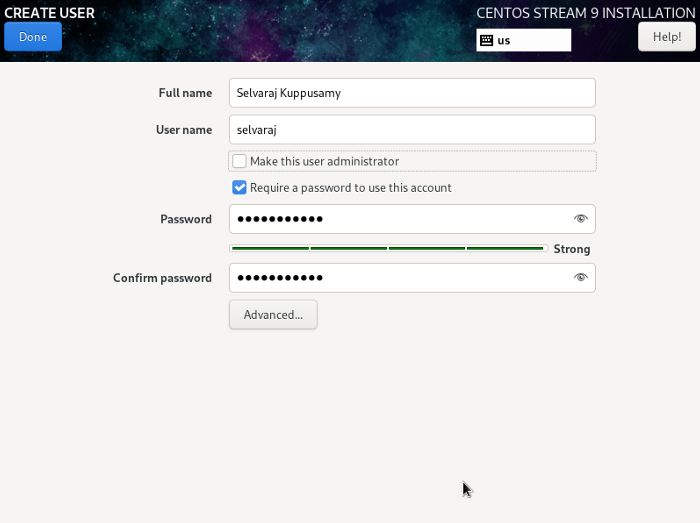 CREATE USER
CENTOS STREAM 9 INSTALLATION
Done
us
Help!
Full name
Selvaraj Kuppusamy
User name
selvaraj
Make this user administrator
Require a password to use this account
Password
●●●●●●●●●●●
Strong
Confirm password
●●●●●●●●●●●
Advanced...